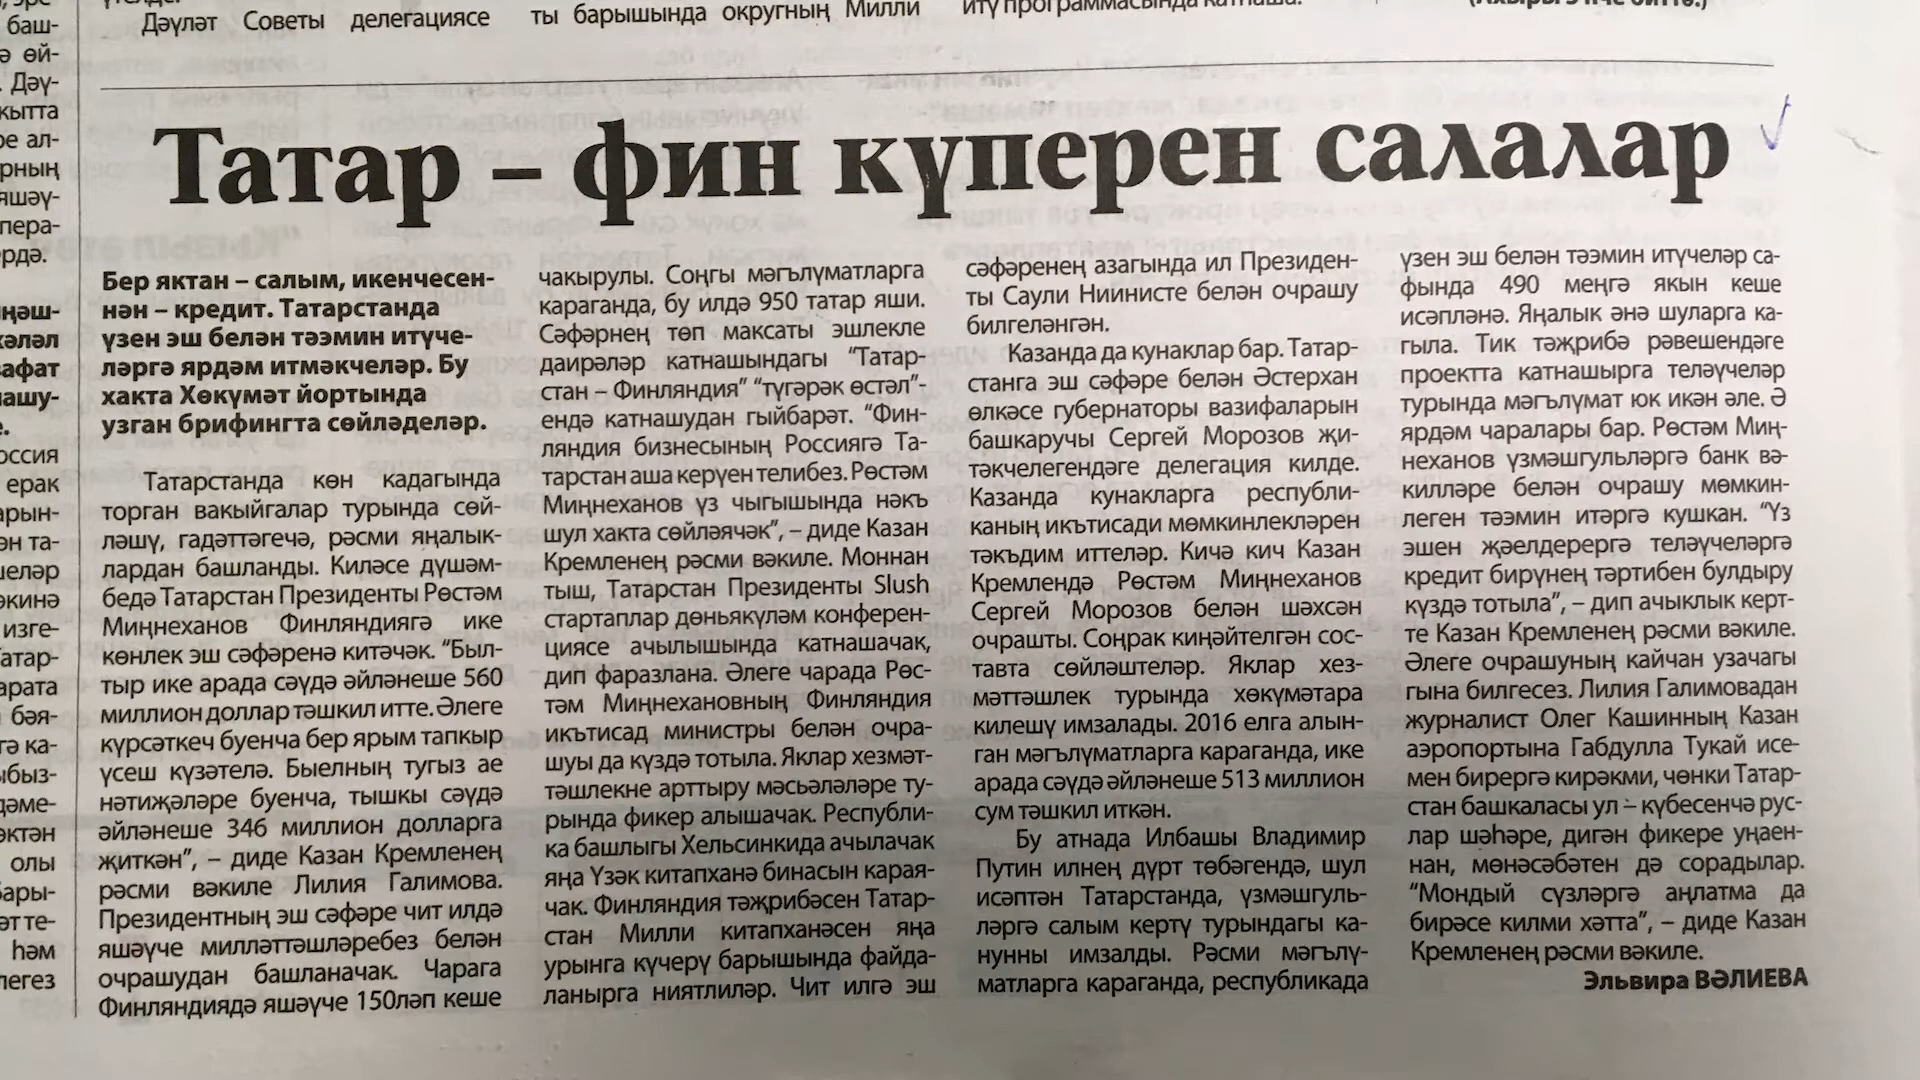 Дәүләт Советы делегациясе
ты барышында округның Милли
итү программасында катнаша.
баш-
ә өй-
. Дәү-
кытта
ре ал-
рның
яшәү-
пера-
рдә.
Татар – фин күперен салалар
Бер яктан – салым, икенчесен-
нән – кредит. Татарстанда
үзен эш белән тәэмин итүче-
ләргә ярдәм итмәкчеләр. Бу
хакта Хөкүмәт йортында
узган брифингта сөйләделәр.
Татарстанда көн кадагында
торган вакыйгалар турында сөй-
ләшү, гадәттәгечә, рәсми яңалык-
лардан башланды. Киләсе дүшәм-
бедә Татарстан Президенты Рөстәм
Миңнеханов Финляндиягә ике
көнлек эш сәфәренә китәчәк. “Был-
тыр ике арада сәүдә әйләнеше 560
миллион доллар тәшкил итте. Әлеге
күрсәткеч буенча бер ярым тапкыр
үсеш күзәтелә. Быелның тугыз ае
нәтиҗәләре буенча, тышкы сәүдә
әйләнеше 346 миллион долларга
җиткән”, – диде Казан Кремленең
рәсми вәкиле Лилия Галимова.
Президентның эш сәфәре чит илдә
яшәүче милләттәшләребез белән
очрашудан башланачак. Чарага
Финляндиядә яшәүче 150ләп кеше
чакырулы. Соңгы мәгълүматларга
караганда, бу илдә 950 татар яши.
Сәфәрнең төп максаты эшлекле
даирәләр катнашындагы “Татар-
стан – Финляндия” “түгәрәк өстәл”-
ендә катнашудан гыйбарәт. “Фин-
ляндия бизнесының Россиягә Та-
тарстан аша керүен телибез. Рөстәм
Миңнеханов үз чыгышында нәкъ
шул хакта сөйләячәк”, – диде Казан
Кремленең рәсми вәкиле. Моннан
тыш, Татарстан Президенты Slush
стартаплар дөньякүләм конферен-
циясе ачылышында катнашачак,
дип фаразлана. Әлеге чарада Рөс-
тәм Миңнехановның Финляндия
икътисад министры белән очра-
шуы да күздә тотыла. Яклар хезмәт-
тәшлекне арттыру мәсьәләләре ту-
рында фикер алышачак. Республи-
ка башлыгы Хельсинкида ачылачак
яңа Үзәк китапханә бинасын карая-
чак. Финляндия тәҗрибәсен Татар-
стан Милли китапханәсен яңа
урынга күчерү барышында файда-
ланырга ниятлиләр. Чит илгә эш
сәфәренең азагында ил Президен-
ты Саули Ниинисте белән очрашу
билгеләнгән.
Казанда да кунаклар бар. Татар-
станга эш сәфәре белән Әстерхан
өлкәсе губернаторы вазифаларын
башкаручы Сергей Морозов җи-
тәкчелегендәге делегация килде.
Казанда кунакларга республи-
каның икътисади мөмкинлекләрен
тәкъдим иттеләр. Кичә кич Казан
Кремлендә Рөстәм Миңнеханов
Сергей Морозов белән шәхсән
очрашты. Соңрак киңәйтелгән сос-
тавта сөйләштеләр. Яклар хез-
мәттәшлек турында хөкүмәтара
килешү имзалады. 2016 елга алын-
ган мәгълүматларга караганда, ике
арада сәүдә әйләнеше 513 миллион
сум тәшкил иткән.
Бу атнада Илбашы Владимир
Путин илнең дүрт төбәгендә, шул
исәптән Татарстанда, үзмәшгуль-
ләргә салым кертү турындагы ка-
нунны имзалды. Рәсми мәгълү-
матларга караганда, республикада
үзен эш белән тәэмин итүчеләр са-
фында 490 меңгә якын кеше
исәпләнә. Яңалык әнә шуларга ка-
гыла. Тик тәҗрибә рәвешендәге
проектта катнашырга теләүчеләр
турында мәгълүмат юк икән әле. Ә
ярдәм чаралары бар. Рөстәм Миң-
неханов үзмәшгульләргә банк вә-
килләре белән очрашу мөмкин-
леген тәэмин итәргә кушкан. “Үз
эшен җәелдерергә теләүчеләргә
кредит бирүнең тәртибен булдыру
күздә тотыла”, – дип ачыклык керт-
те Казан Кремленең рәсми вәкиле.
Әлеге очрашуның кайчан узачагы
гына билгесез. Лилия Галимовадан
журналист Олег Кашинның Казан
аэропортына Габдулла Тукай исе-
мен бирергә кирәкми, чөнки Татар-
стан башкаласы ул – күбесенчә рус-
лар шәһәре, дигән фикере уңаен-
нан, мөнәсәбәтен дә сорадылар.
“Мондый сүзләргә аңлатма да
бирәсе килми хәтта”, – диде Казан
Кремленең рәсми вәкиле.
Эльвира ВӘЛИЕВА